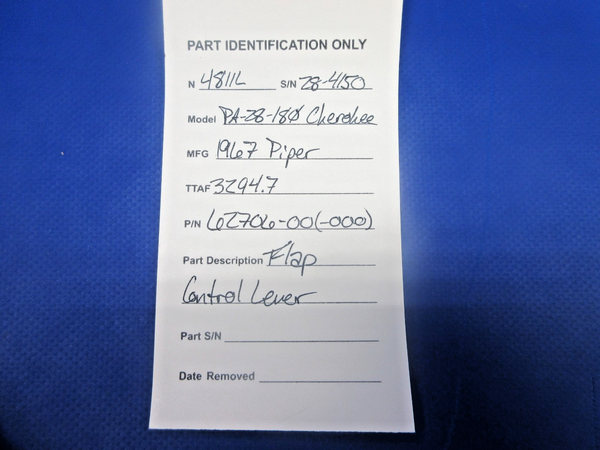 PART IDENTIFICATION ONLY
N 4811L S/N 28-4150
Model PA-28-180 Cherokee
MFG 1967 Piper
TTAF 3294.7
P/N 62706-00(-000)
Part Description Flap
Control Lever
Part S/N
Date Removed